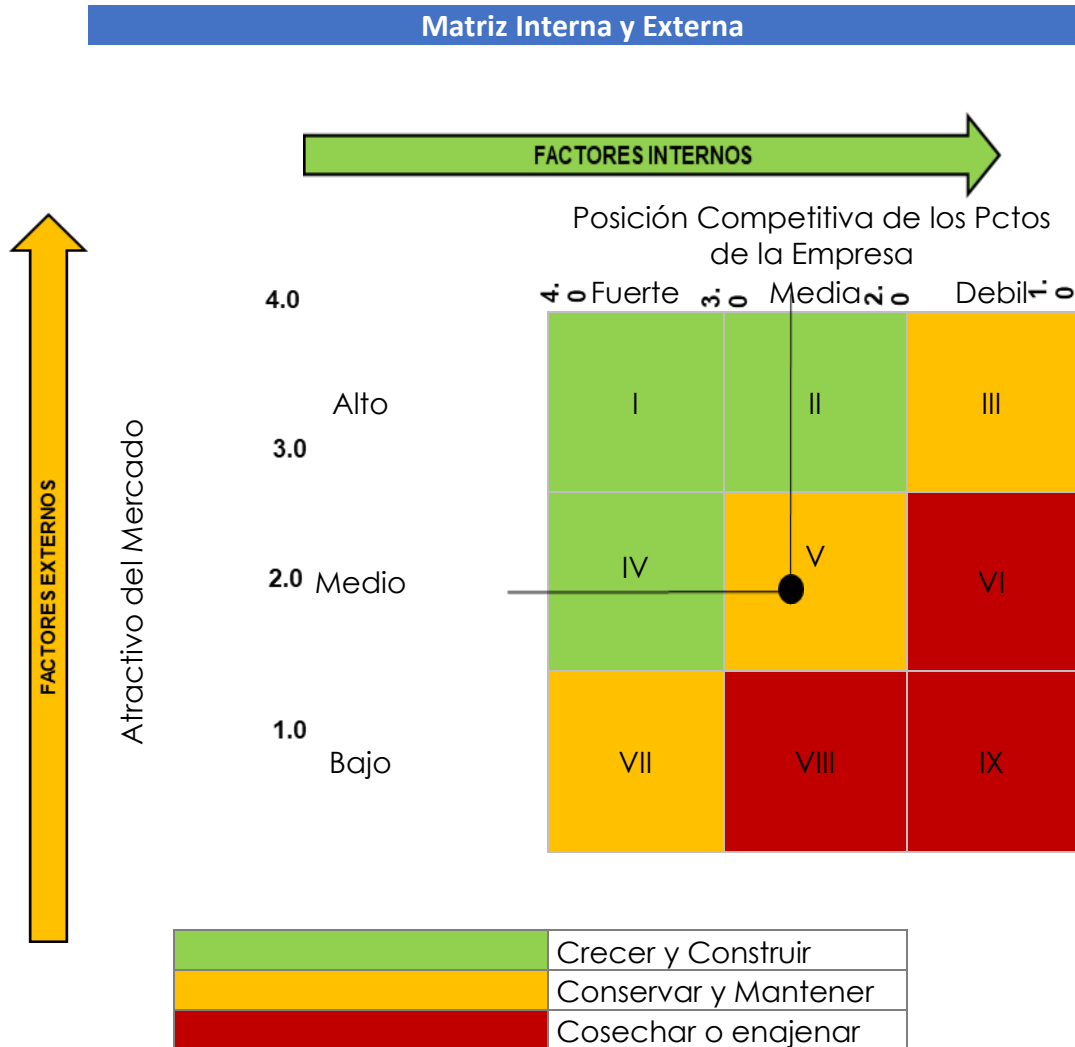 Matriz Interna y Externa
FACTORES INTERNOS
Posición Competitiva de los Pctos
de la Empresa
4.0
4.0 Fuerte 3.0 Media 2.0 Debil 1.0
FACTORES EXTERNOS
Atractivo del Mercado
Alto
I
II
III
3.0
2.0
Medio
IV
V
VI
1.0
Bajo
VII
VIII
IX
Crecer y Construir
Conservar y Mantener
Cosechar o enajenar